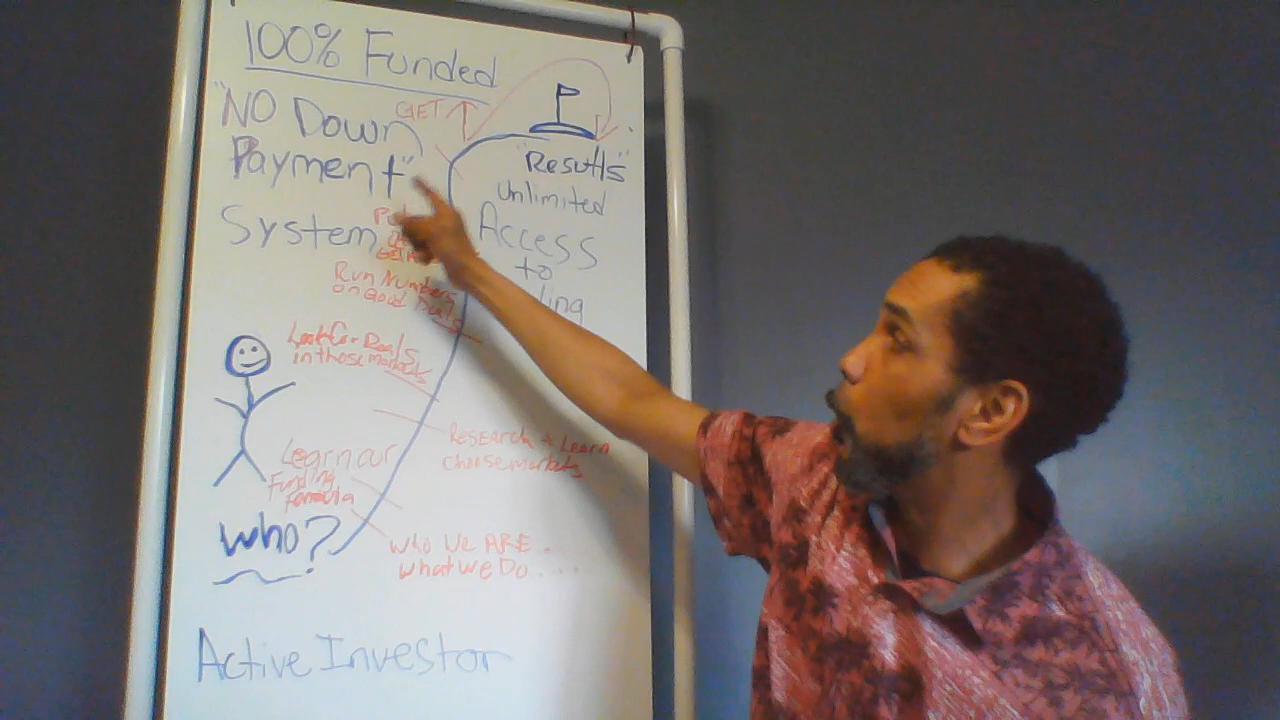 100% Funded
"NO Down
Payment"
System
GET
"Results"
Unlimited
Access
to
Run Numbers
on Good Deals
Look for Deals
in those markets
Research + Learn
choose markets
Learn our
Funding
formula
Who?
who we ARE .
what we Do ....
Active Investor